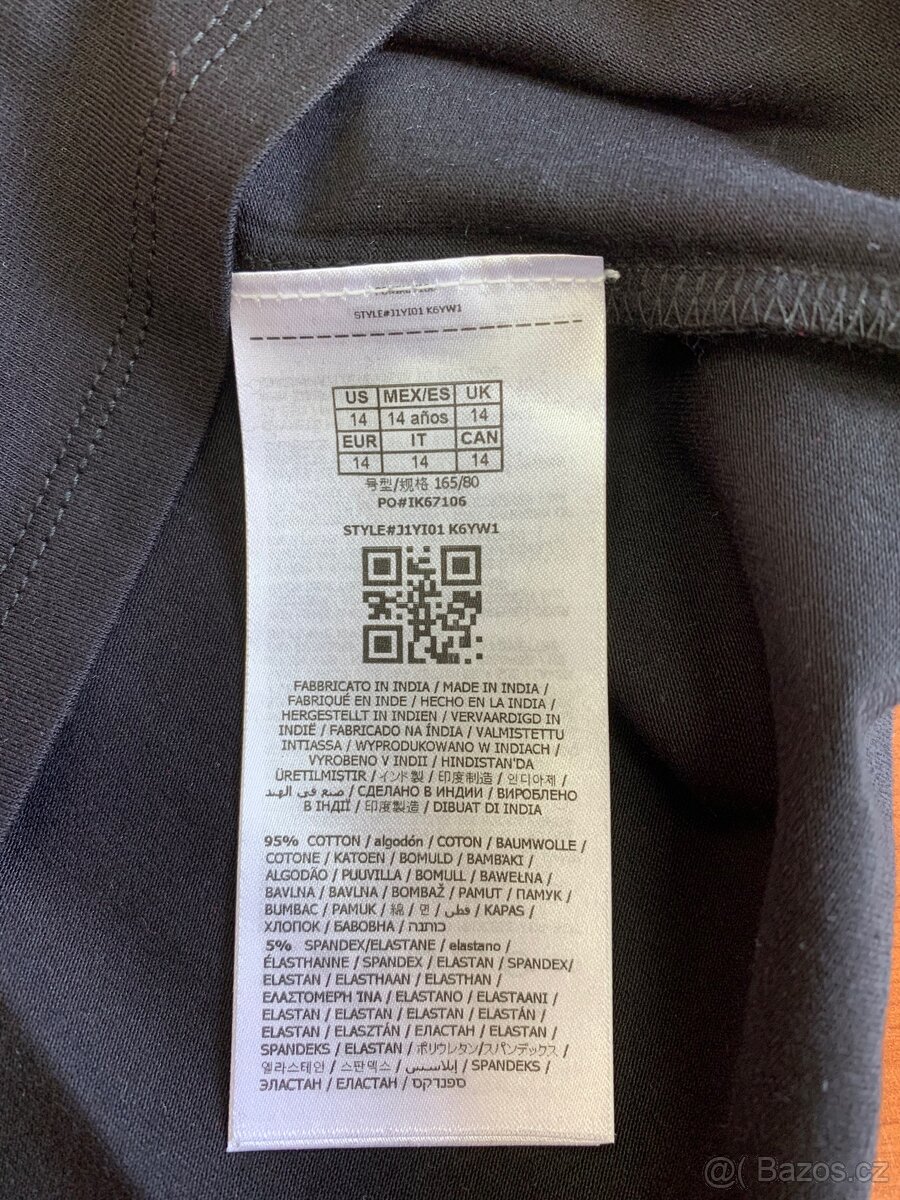 STYLE#J1YI01 K6YW1
US MEX/ES UK
14 14 años 14
EUR IT CAN
14 14 14
号型/规格 165/80
PO#IK67106
STYLE#J1YI01 K6YW1
FABBRICATO IN INDIA / MADE IN INDIA /
FABRIQUÉ EN INDE / HECHO EN LA INDIA /
HERGESTELLT IN INDIEN / VERVAARDIGD IN
INDIË / FABRICADO NA ÍNDIA / VALMISTETTU
INTIASSA / WYPRODUKOWANO W INDIACH /
VYROBENO V INDII / HINDISTAN'DA
ÜRETILMISTIR / インド製 / 印度制造 / 인디아제 /
صنع في الهند / СДЕЛАНО В ИНДИИ / ВИРОБЛЕНО
В ІНДІЇ / 印度製造 / DIBUAT DI INDIA
95% COTTON / algodón / COTON / BAUMWOLLE /
COTONE / KATOEN / BOMULD / ΒΑΜΒΆΚΙ /
ALGODÃO / PUUVILLA / BOMULL / BAWEŁNA /
BAVLNA / BAVLNA / BOMBAŽ / PAMUT / ПАМУК /
BUMBAC / PAMUK / 綿 / 면 / قطن / KAPAS /
ХЛОПОК / БАВОВНА / כותנה
5% SPANDEX/ELASTANE / elastano /
ÉLASTHANNE / SPANDEX / ELASTAN / SPANDEX/
ELASTAN / ELASTHAAN / ELASTHAN /
ΕΛΑΣΤΟΜΕΡΗ ΊΝΑ / ELASTANO / ELASTAANI /
ELASTAN / ELASTAN / ELASTAN / ELASTÁN /
ELASTAN / ELASZTÁN / ЕЛАСТАН / ELASTAN /
SPANDEKS / ELASTAN / ポリウレタン/スパンデックス /
엘라스테인 / 스판덱스 / إيلاستين / SPANDEKS /
ЭЛАСТАН / ЕЛАСТАН / ספנדקס
@( Bazos.cz